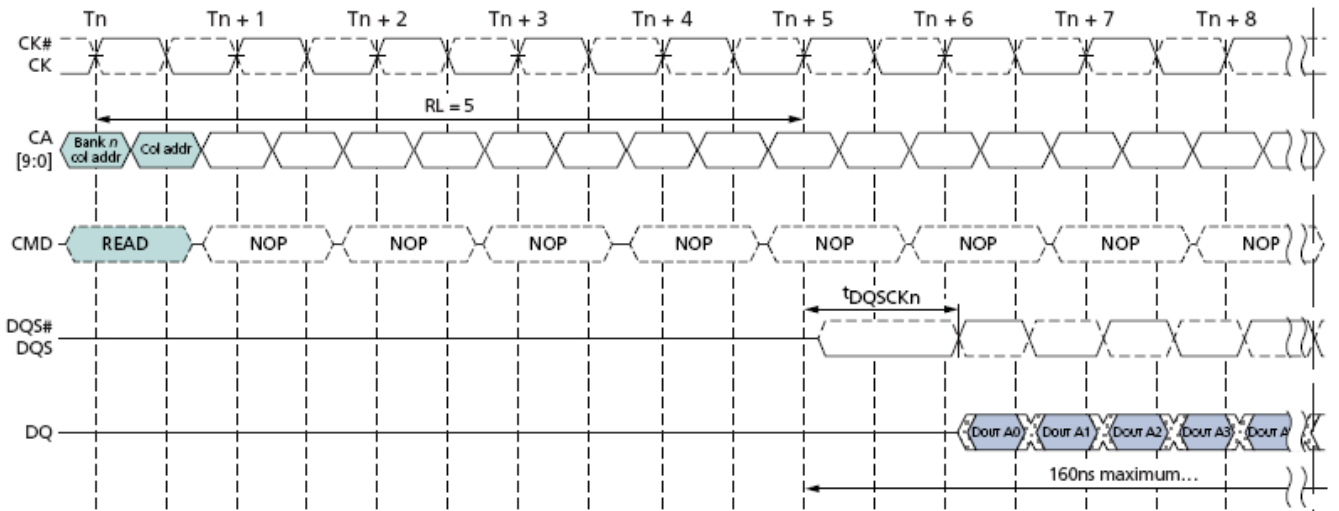 Tn Tn + 1 Tn + 2 Tn + 3 Tn + 4 Tn + 5 Tn + 6 Tn + 7 Tn + 8
CK#
CK
RL = 5
CA
[9:0]
Bank n
col addr
Col addr
CMD READ NOP NOP NOP NOP NOP NOP NOP NOP
tDQSCKn
DQS#
DQS
DQ DOUT A0 DOUT A1 DOUT A2 DOUT A3 DOUT A
160ns maximum…